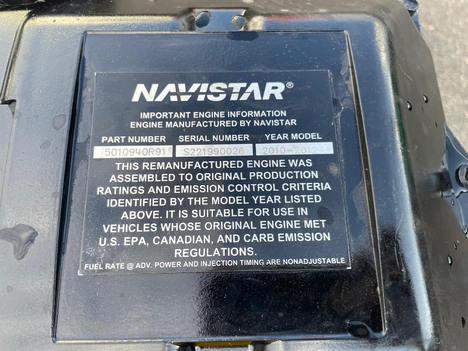 NAVISTAR®
IMPORTANT ENGINE INFORMATION
ENGINE MANUFACTURED BY NAVISTAR
PART NUMBER SERIAL NUMBER YEAR MODEL
5010940R91 S221990026
THIS REMANUFACTURED ENGINE WAS
ASSEMBLED TO ORIGINAL PRODUCTION
RATINGS AND EMISSION CONTROL CRITERIA
IDENTIFIED BY THE MODEL YEAR LISTED
ABOVE. IT IS SUITABLE FOR USE IN
VEHICLES WHOSE ORIGINAL ENGINE MET
U.S. EPA, CANADIAN, AND CARB EMISSION
REGULATIONS.
FUEL RATE @ ADV. POWER AND INJECTION TIMING ARE NONADJUSTABLE